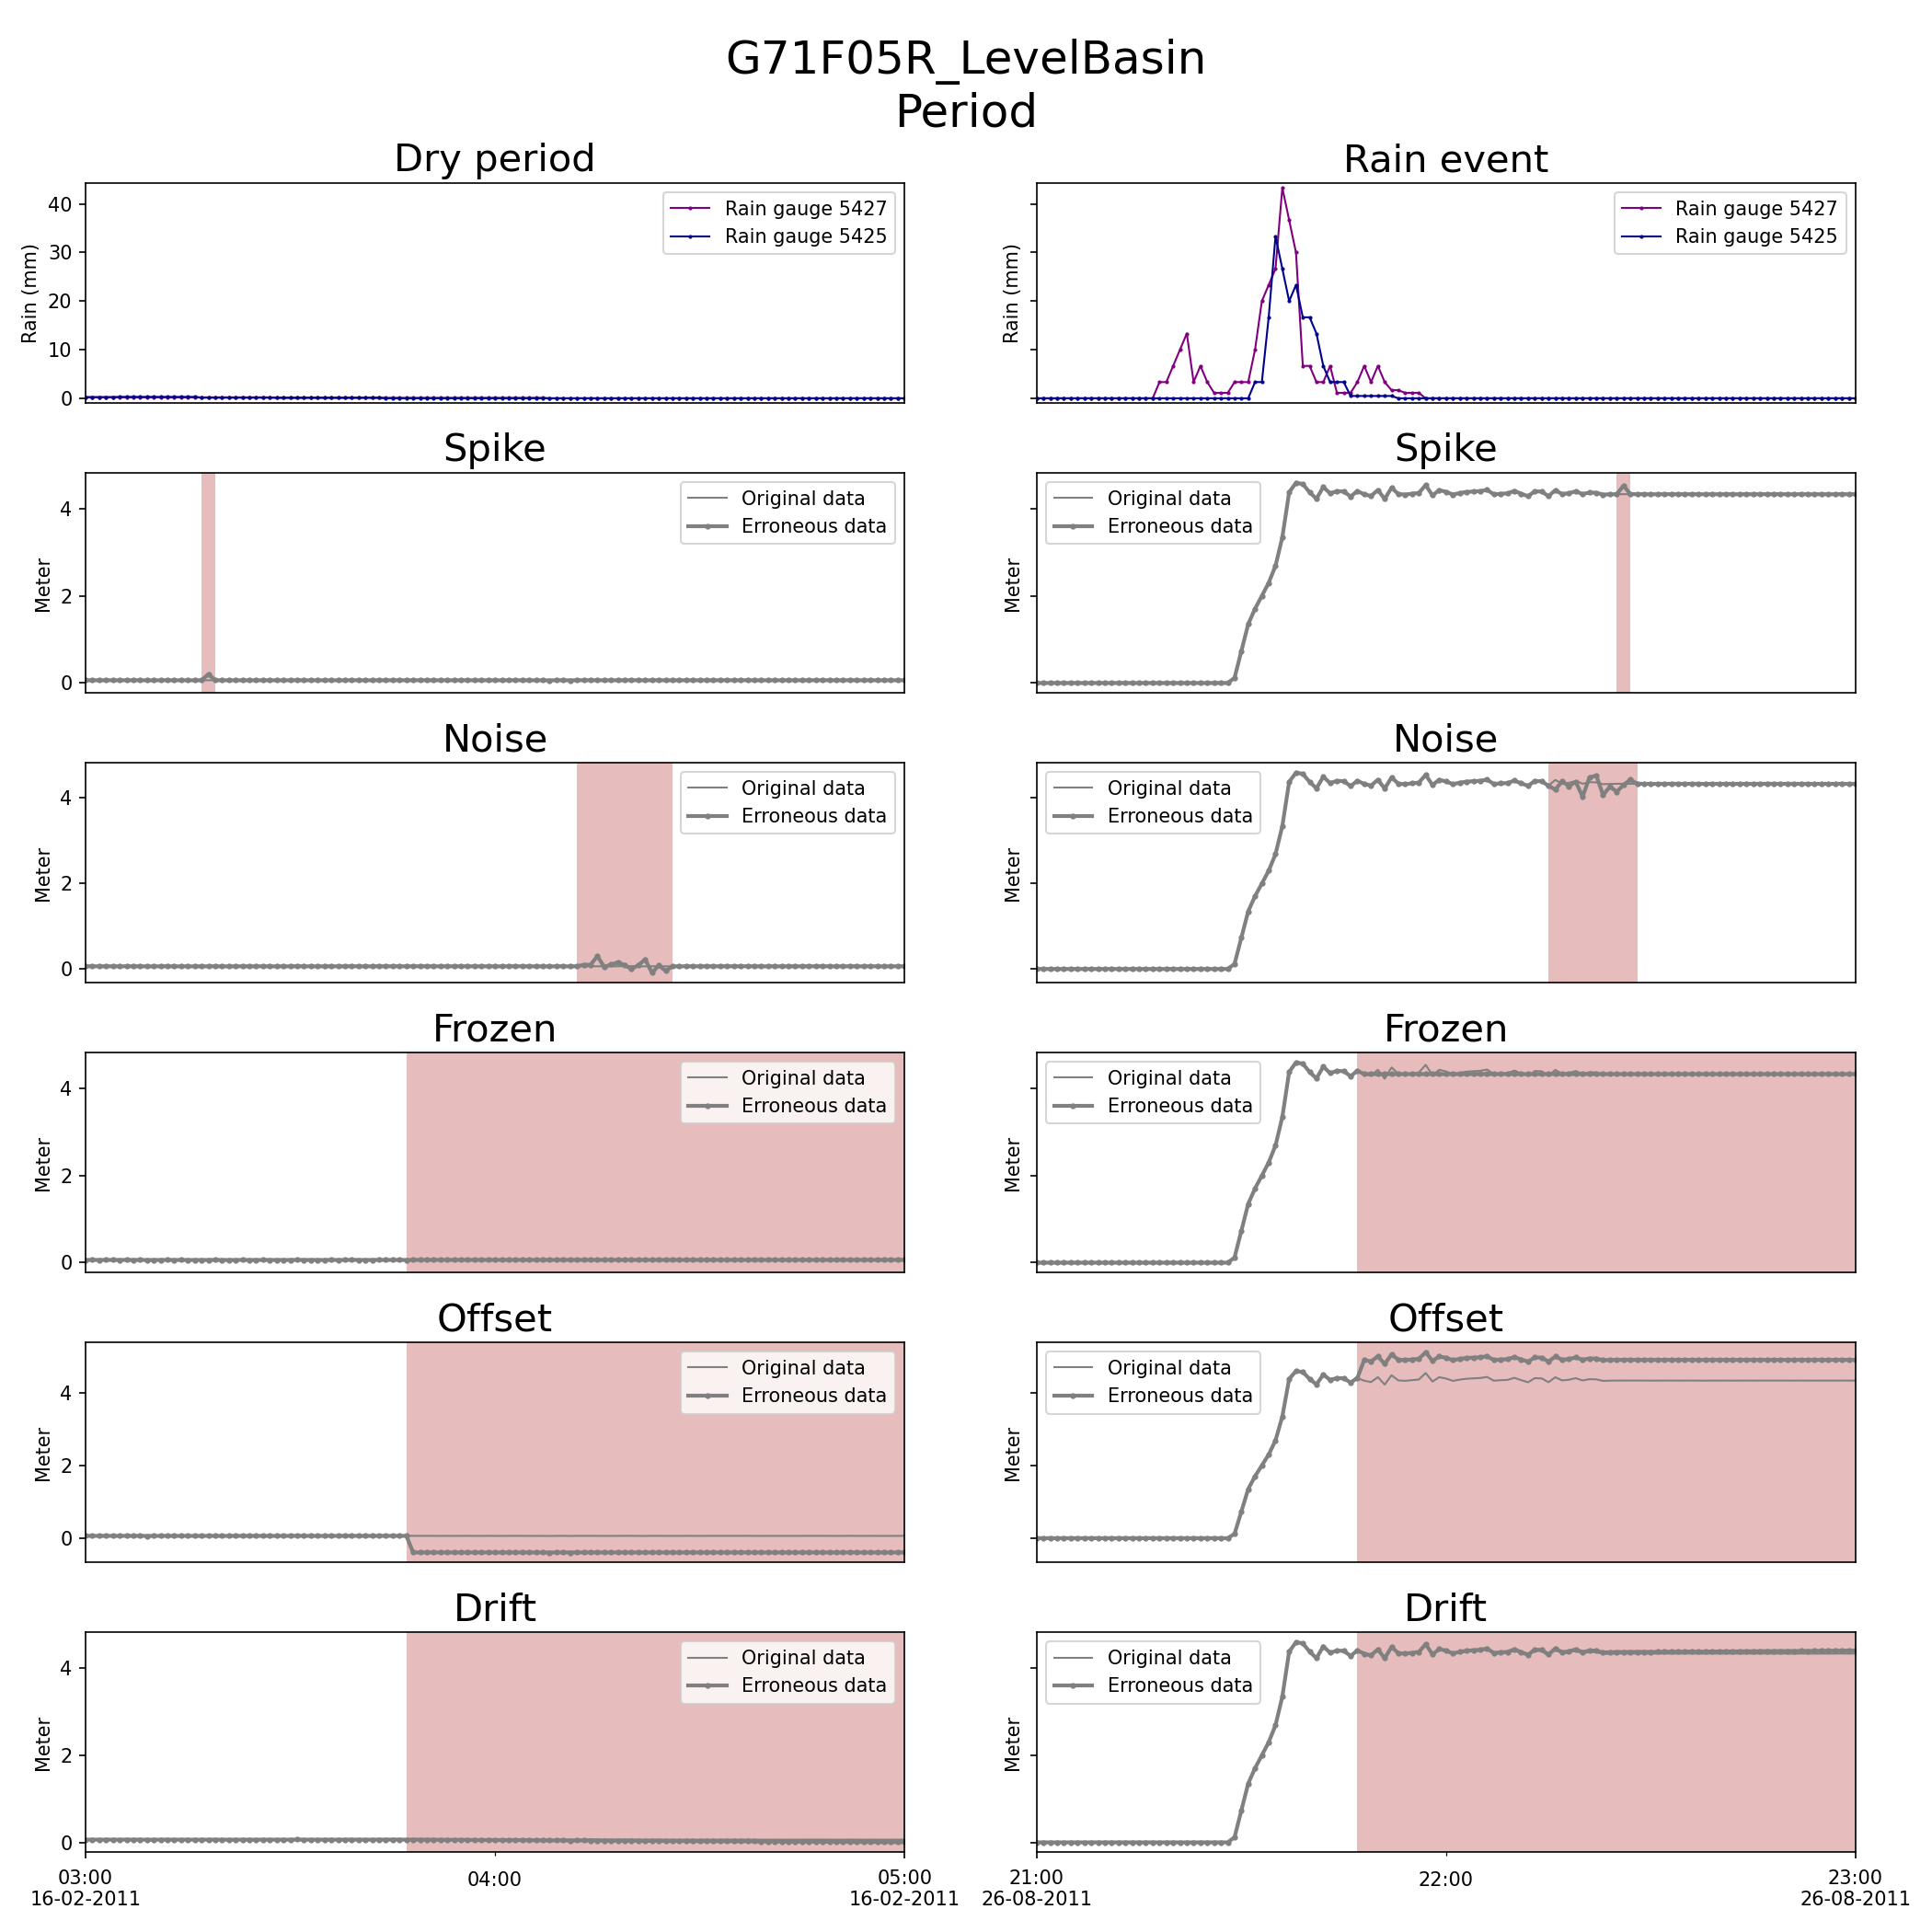 G71F05R_LevelBasin
Period
Dry period
Rain event
Rain (mm)
40
30
20
10
0
Rain gauge 5427
Rain gauge 5425
Rain (mm)
Rain gauge 5427
Rain gauge 5425
Spike
Meter
4
2
0
Original data
Erroneous data
Spike
Meter
Original data
Erroneous data
Noise
Meter
4
2
0
Original data
Erroneous data
Noise
Meter
Original data
Erroneous data
Frozen
Meter
4
2
0
Original data
Erroneous data
Frozen
Meter
Original data
Erroneous data
Offset
Meter
4
2
0
Original data
Erroneous data
Offset
Meter
Original data
Erroneous data
Drift
Meter
4
2
0
Original data
Erroneous data
Drift
Meter
Original data
Erroneous data
03:00
16-02-2011
04:00
05:00
16-02-2011
21:00
26-08-2011
22:00
23:00
26-08-2011